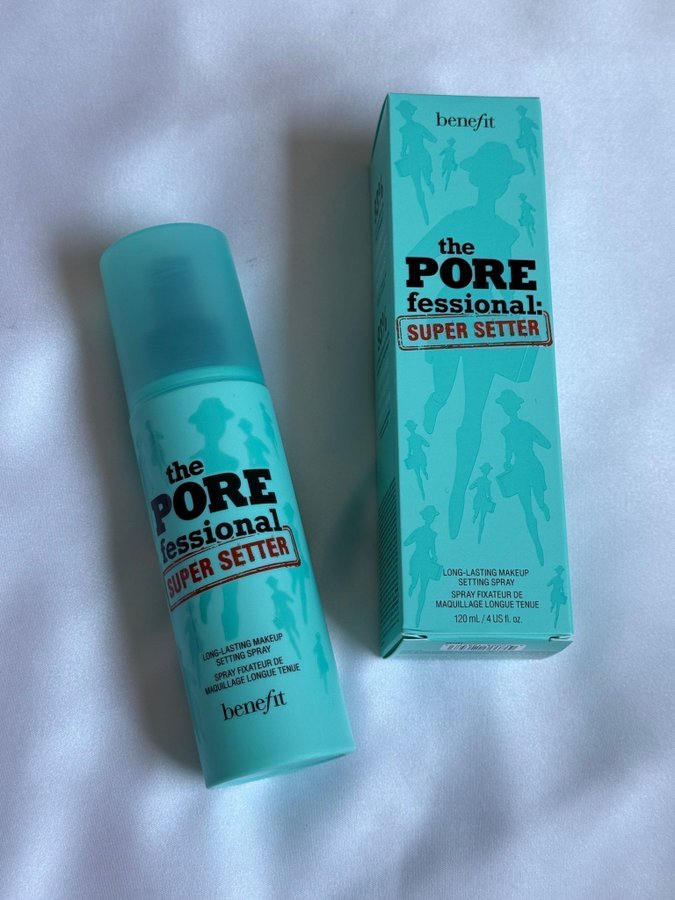 benefit
the
PORE
fessional:
SUPER SETTER
LONG-LASTING MAKEUP
SETTING SPRAY
SPRAY FIXATEUR DE
MAQUILLAGE LONGUE TENUE
120 mL / 4 US fl. oz.
the
PORE
fessional
SUPER SETTER
LONG-LASTING MAKEUP
SETTING SPRAY
SPRAY FIXATEUR DE
MAQUILLAGE LONGUE TENUE
benefit